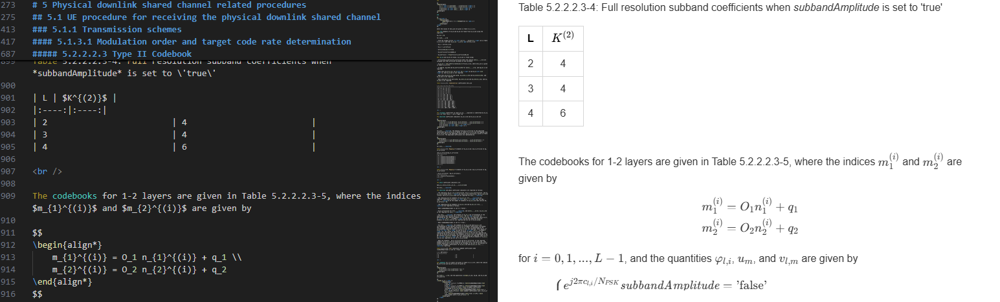 273 # 5 Physical downlink shared channel related procedures
275 ## 5.1 UE procedure for receiving the physical downlink shared channel
413 ### 5.1.1 Transmission schemes
417 #### 5.1.3.1 Modulation order and target code rate determination
687 ##### 5.2.2.2.3 Type II Codebook
899 Table 5.2.2.2.3-4: Full resolution subband coefficients when
*subbandAmplitude* is set to \'true\'
900
901 | L | $K^{(2)}$ |
902 |:----:|:----:|
903 | 2 | 4 |
904 | 3 | 4 |
905 | 4 | 6 |
906
907 <br />
908
909 The codebooks for 1-2 layers are given in Table 5.2.2.2.3-5, where the indices
$m_{1}^{(i)}$ and $m_{2}^{(i)}$ are given by
910
911 $$
912 \begin{align*}
913 m_{1}^{(i)} = O_1 n_{1}^{(i)} + q_1 \\
914 m_{2}^{(i)} = O_2 n_{2}^{(i)} + q_2
915 \end{align*}
916 $$
Table 5.2.2.2.3-4: Full resolution subband coefficients when subbandAmplitude is set to 'true'
L K^{(2)}
2 4
3 4
4 6
The codebooks for 1-2 layers are given in Table 5.2.2.2.3-5, where the indices m_1^{(i)} and m_2^{(i)} are
given by
m_1^{(i)} = O_1 n_1^{(i)} + q_1
m_2^{(i)} = O_2 n_2^{(i)} + q_2
for i = 0, 1, ..., L − 1, and the quantities φ_{l,i}, u_m, and v_{l,m} are given by
e^{j2πc_{l,i}/N_{PSK}} subbandAmplitude = 'false'